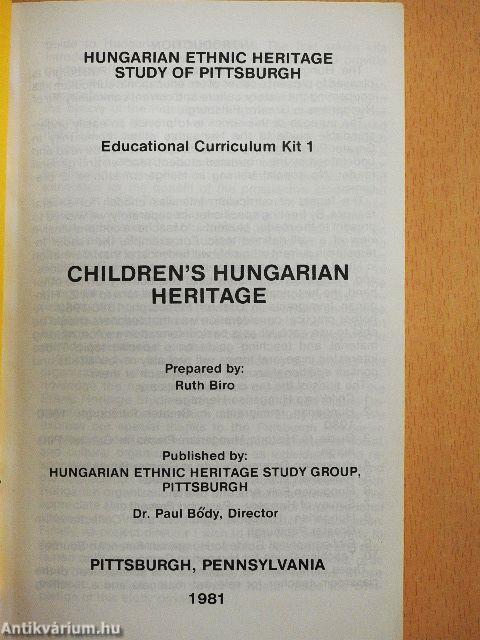 HUNGARIAN ETHNIC HERITAGE
STUDY OF PITTSBURGH
Educational Curriculum Kit 1
CHILDREN'S HUNGARIAN
HERITAGE
Prepared by:
Ruth Biro
Published by:
HUNGARIAN ETHNIC HERITAGE STUDY GROUP,
PITTSBURGH
Dr. Paul Bődy, Director
PITTSBURGH, PENNSYLVANIA
1981
Antikvárium.hu